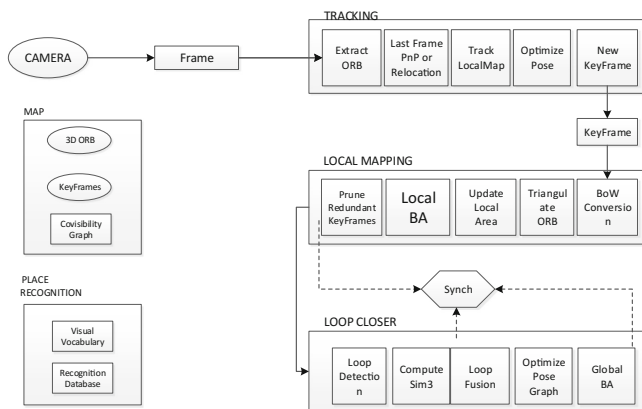 TRACKING
CAMERA
Frame
Extract
ORB
Last Frame
PnP or
Relocation
Track
LocalMap
Optimize
Pose
New
KeyFrame
KeyFrame
MAP
3D ORB
KeyFrames
Covisibility
Graph
LOCAL MAPPING
Prune
Redundant
KeyFrames
Local
BA
Update
Local
Area
Triangul
ate
ORB
BoW
Conversio
n
Synch
PLACE
RECOGNITION
Visual
Vocabulary
Recognition
Database
LOOP CLOSER
Loop
Detectio
n
Compute
Sim3
Loop
Fusion
Optimize
Pose
Graph
Global
BA